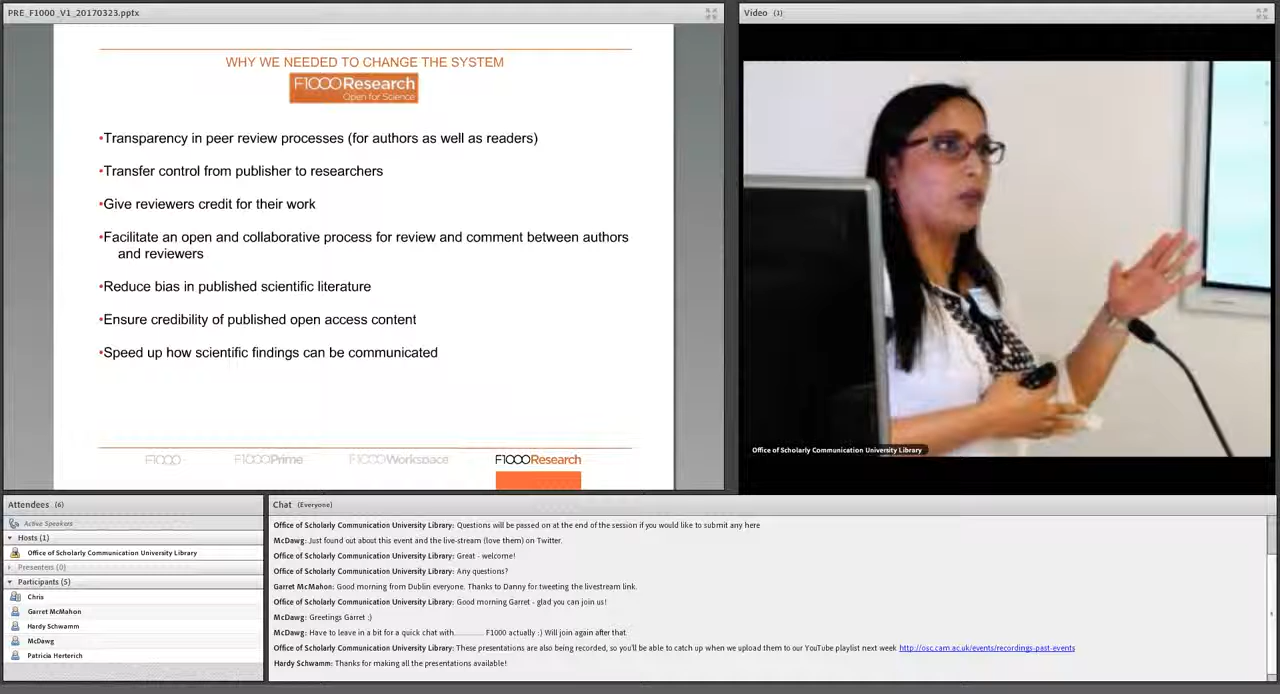 PRE_F1000_V1_20170323.pptx
WHY WE NEEDED TO CHANGE THE SYSTEM
F1000Research
Open for Science
•Transparency in peer review processes (for authors as well as readers)
•Transfer control from publisher to researchers
•Give reviewers credit for their work
•Facilitate an open and collaborative process for review and comment between authors
and reviewers
•Reduce bias in published scientific literature
•Ensure credibility of published open access content
•Speed up how scientific findings can be communicated
F1000 F1000Prime F1000Workspace F1000Research
Video (1)
Office of Scholarly Communication University Library
Attendees (6)
Active Speakers
Hosts (1)
Office of Scholarly Communication University Library
Presenters (0)
Participants (5)
Chris
Garret McMahon
Hardy Schwamm
McDawg
Patricia Herterich
Chat (Everyone)
Office of Scholarly Communication University Library: Questions will be passed on at the end of the session if you would like to submit any here
McDawg: Just found out about this event and the live-stream (love them) on Twitter.
Office of Scholarly Communication University Library: Great - welcome!
Office of Scholarly Communication University Library: Any questions?
Garret McMahon: Good morning from Dublin everyone. Thanks to Danny for tweeting the livestream link.
Office of Scholarly Communication University Library: Good morning Garret - glad you can join us!
McDawg: Greetings Garret :)
McDawg: Have to leave in a bit for a quick chat with............. F1000 actually :) Will join again after that.
Office of Scholarly Communication University Library: These presentations are also being recorded, so you'll be able to catch up when we upload them to our YouTube playlist next week http://osc.cam.ac.uk/events/recordings-past-events
Hardy Schwamm: Thanks for making all the presentations available!